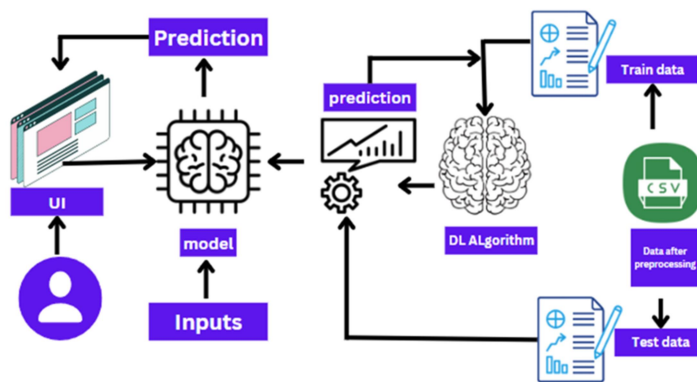 Prediction
prediction
Train data
CSV
UI
model
DL ALgorithm
Data after
preprocessing
Inputs
Test data